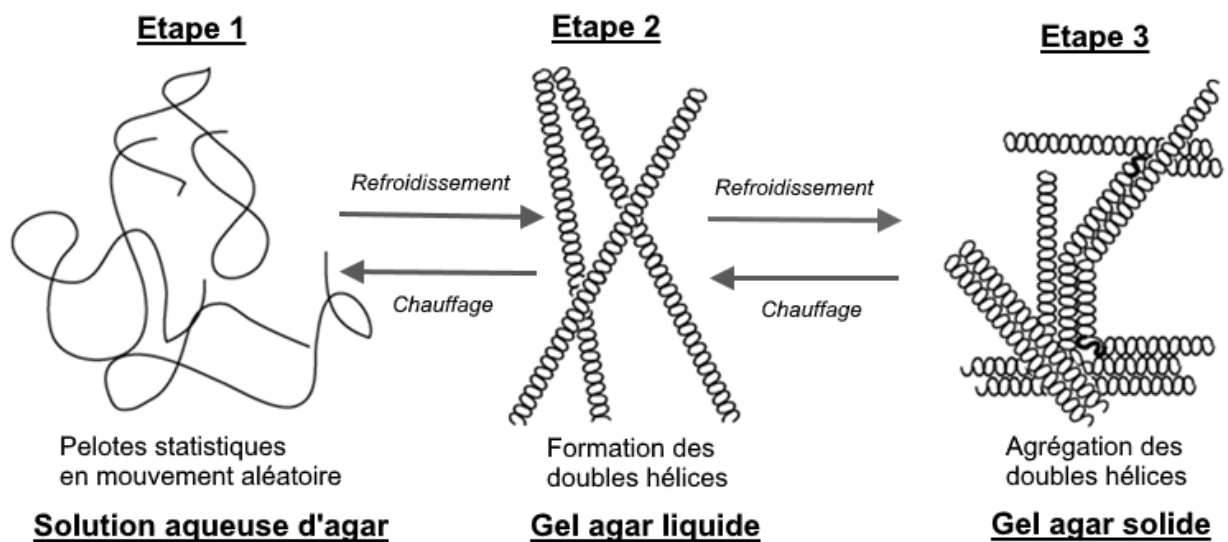 Etape 1
Etape 2
Etape 3
Refroidissement
Chauffage
Refroidissement
Chauffage
Pelotes statistiques
en mouvement aléatoire
Formation des
doubles hélices
Agrégation des
doubles hélices
Solution aqueuse d'agar
Gel agar liquide
Gel agar solide